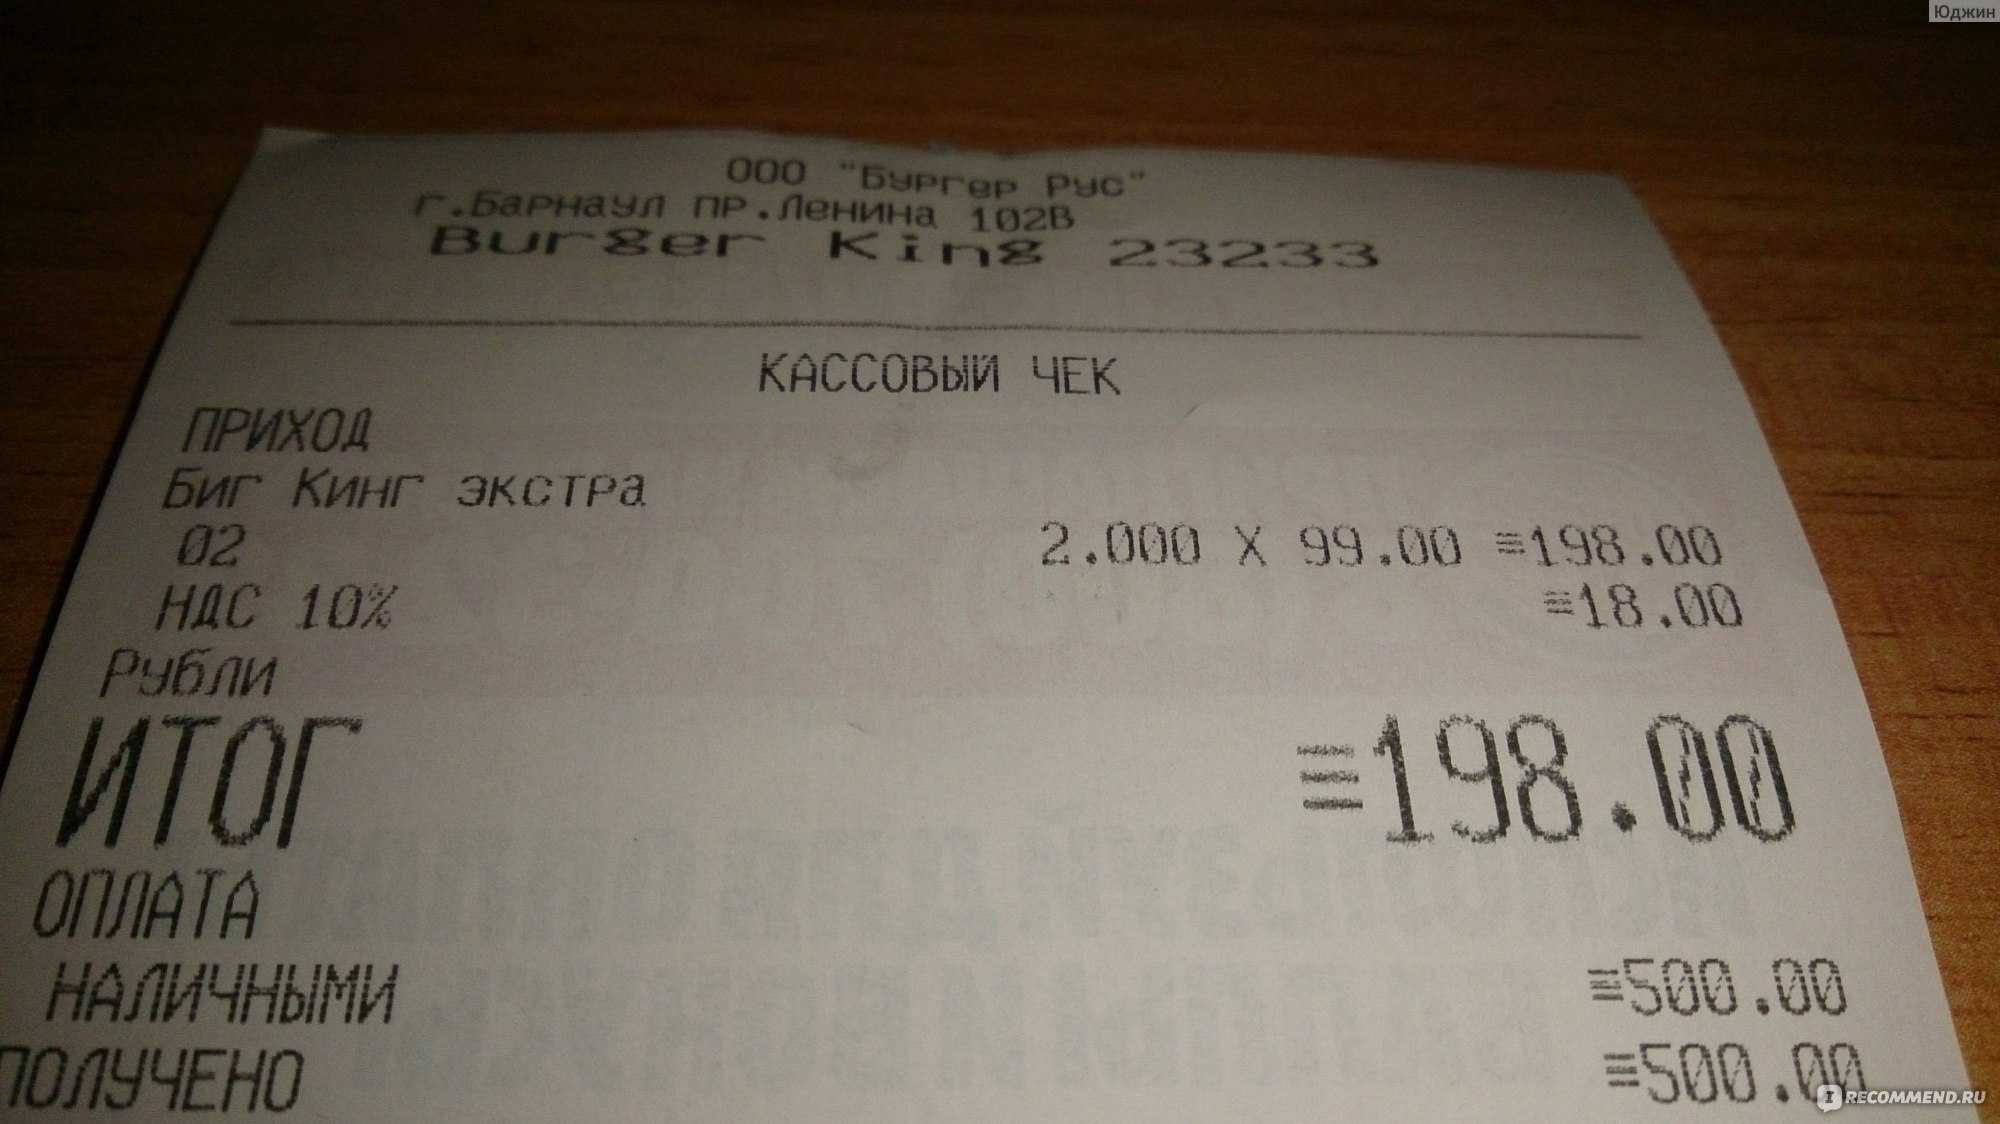 Юджин
ООО "Бургер Рус"
г.Барнаул пр.Ленина 102В
Burger King 23233
КАССОВЫЙ ЧЕК
ПРИХОД
Биг Кинг экстра
02 2.000 X 99.00 ≡198.00
НДС 10% ≡18.00
Рубли
ИТОГ ≡198.00
ОПЛАТА
НАЛИЧНЫМИ ≡500.00
ПОЛУЧЕНО ≡500.00
IRECOMMEND.RU